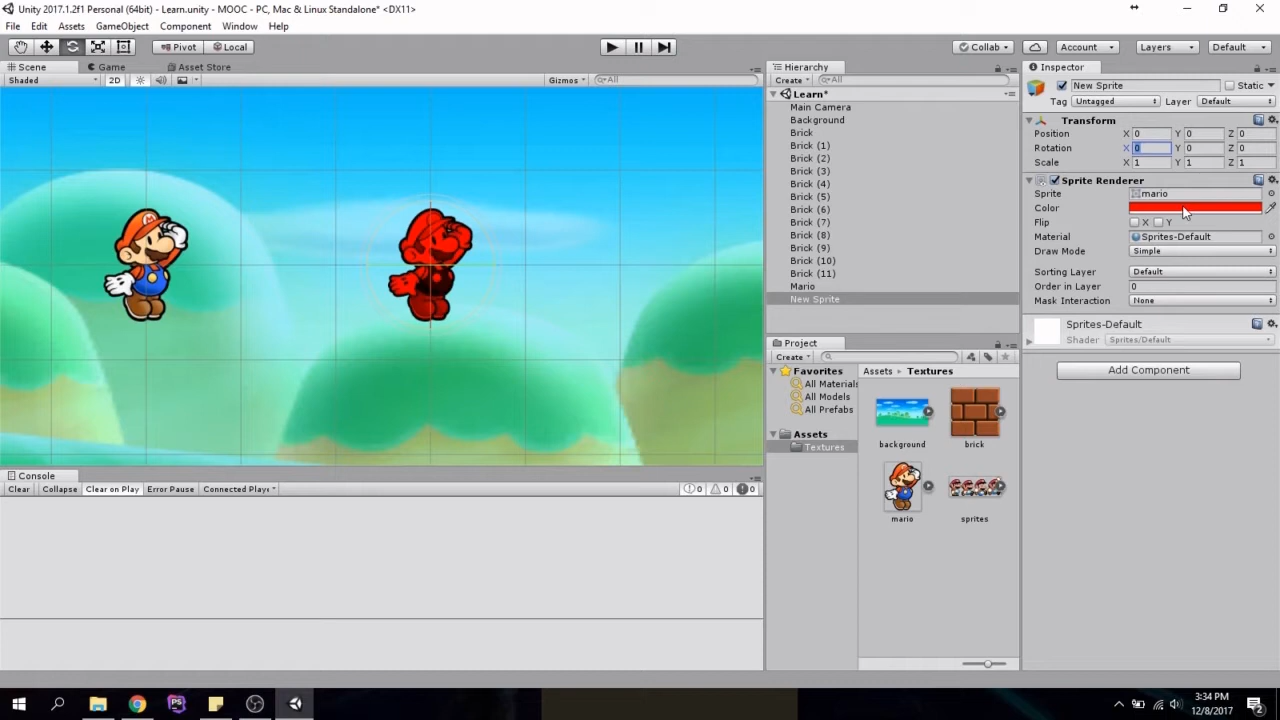 Unity 2017.1.2f1 Personal (64bit) - Learn.unity - MOOC - PC, Mac & Linux Standalone* <DX11>
File Edit Assets GameObject Component Window Help
Pivot Local Collab Account Layers Default
Scene Game Asset Store
Shaded 2D Gizmos All
Hierarchy
Create All
Learn*
Main Camera
Background
Brick
Brick (1)
Brick (2)
Brick (3)
Brick (4)
Brick (5)
Brick (6)
Brick (7)
Brick (8)
Brick (9)
Brick (10)
Brick (11)
Mario
New Sprite
Inspector
New Sprite Static
Tag Untagged Layer Default
Transform
Position X 0 Y 0 Z 0
Rotation X 0 Y 0 Z 0
Scale X 1 Y 1 Z 1
Sprite Renderer
Sprite mario
Color
Flip X Y
Material Sprites-Default
Draw Mode Simple
Sorting Layer Default
Order in Layer 0
Mask Interaction None
Sprites-Default
Shader Sprites/Default
Add Component
Project
Create
Favorites
All Materials
All Models
All Prefabs
Assets
Textures
Assets Textures
background brick
mario sprites
Console
Clear Collapse Clear on Play Error Pause Connected Playe 0 0 0
PS
3:34 PM
12/8/2017
2